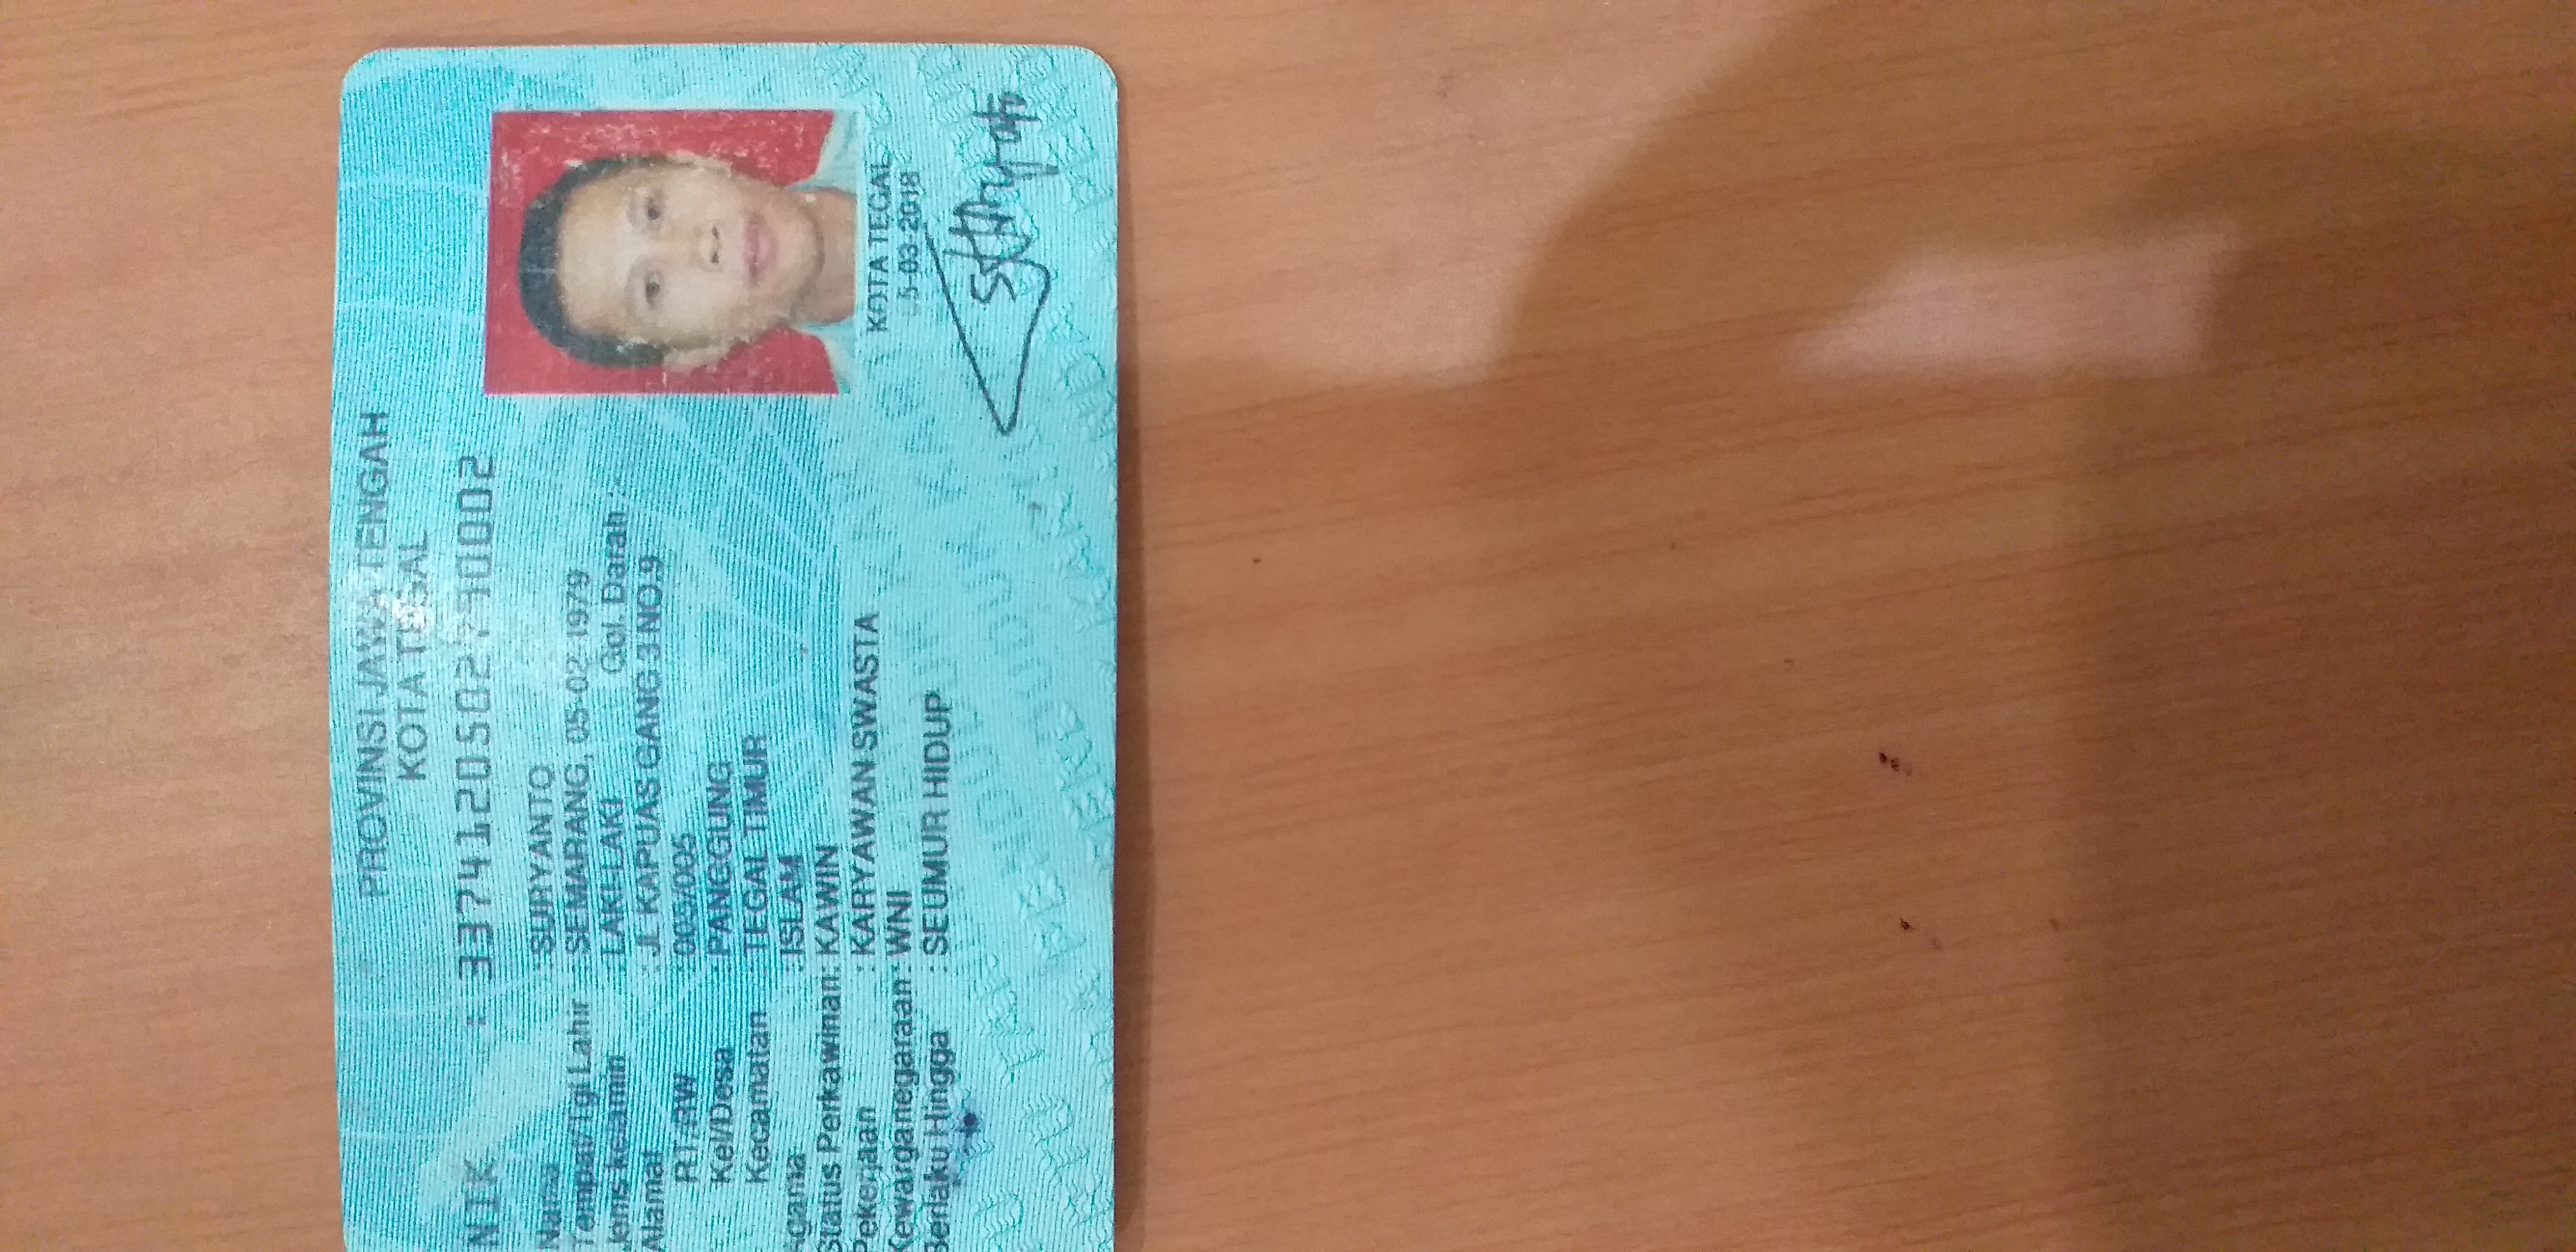 PROVINSI JAWA TENGAH
KOTA TEGAL
NIK : 3374120502790002
Nama : SURYANTO
Tempat/Tgl Lahir : SEMARANG, 05-02-1979
Jenis kelamin : LAKI-LAKI Gol. Darah :-
Alamat : JL KAPUAS GANG 3 NO.9
RT/RW : 005/005
Kel/Desa : PANGGUNG
Kecamatan : TEGAL TIMUR
Agama : ISLAM
Status Perkawinan: KAWIN
Pekerjaan : KARYAWAN SWASTA
Kewarganegaraan: WNI
Berlaku Hingga : SEUMUR HIDUP
KOTA TEGAL
5-03-2018